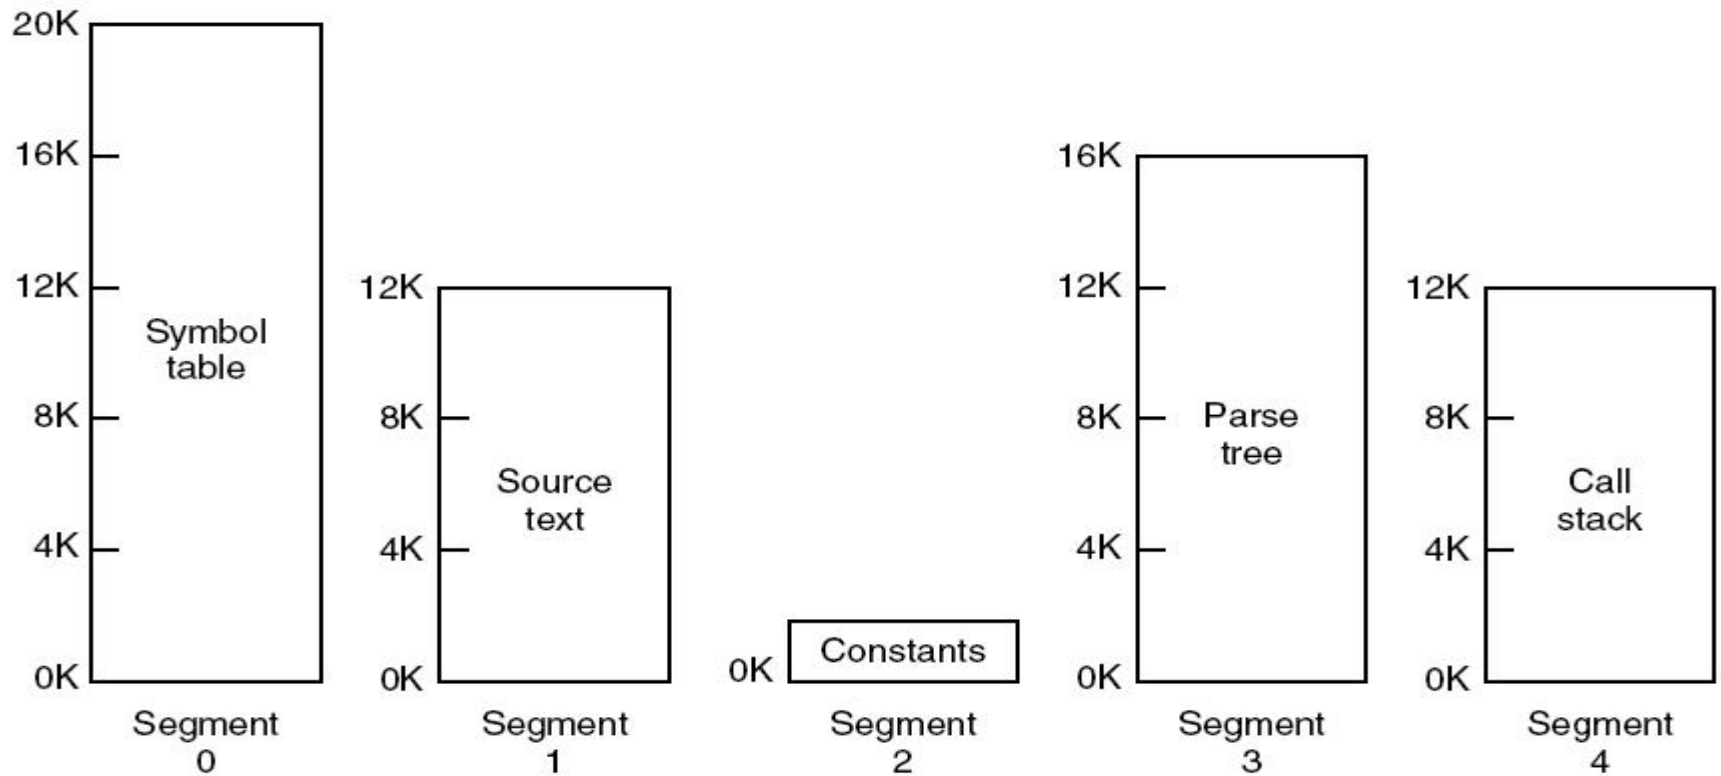 20K
16K
12K
8K
4K
0K
Symbol
table
Segment
0
12K
8K
4K
0K
Source
text
Segment
1
0K
Constants
Segment
2
16K
12K
8K
4K
0K
Parse
tree
Segment
3
12K
8K
4K
0K
Call
stack
Segment
4